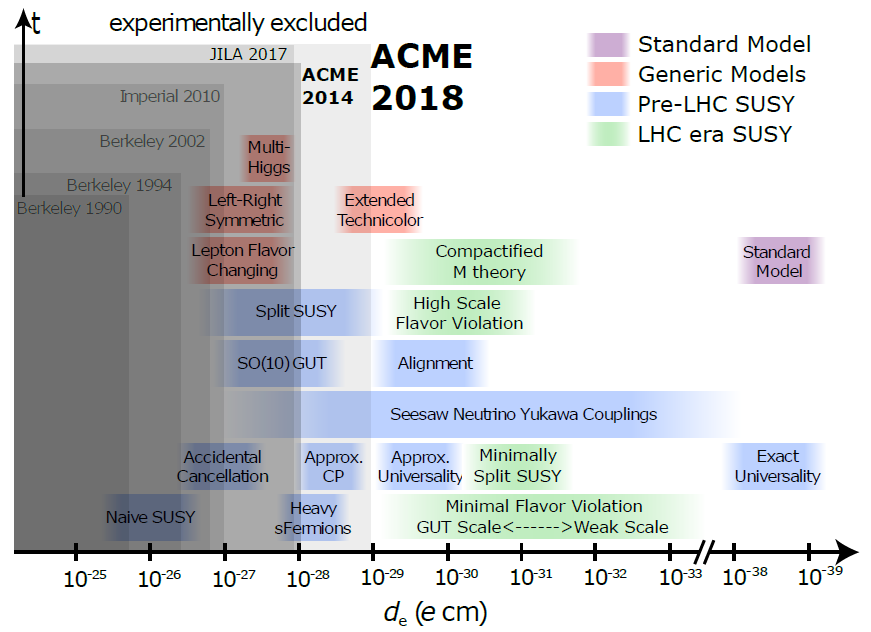 t
experimentally excluded
JILA 2017
ACME
2014
ACME
2018
Imperial 2010
Berkeley 2002
Berkeley 1994
Berkeley 1990
Standard Model
Generic Models
Pre-LHC SUSY
LHC era SUSY
Multi-
Higgs
Left-Right
Symmetric
Extended
Technicolor
Lepton Flavor
Changing
Compactified
M theory
Standard
Model
Split SUSY
High Scale
Flavor Violation
SO(10) GUT
Alignment
Seesaw Neutrino Yukawa Couplings
Accidental
Cancellation
Approx.
CP
Approx.
Universality
Minimally
Split SUSY
Exact
Universality
Naive SUSY
Heavy
sFermions
Minimal Flavor Violation
GUT Scale<------>Weak Scale
10⁻²⁵ 10⁻²⁶ 10⁻²⁷ 10⁻²⁸ 10⁻²⁹ 10⁻³⁰ 10⁻³¹ 10⁻³² 10⁻³³ 10⁻³⁸ 10⁻³⁹
dₑ (e cm)